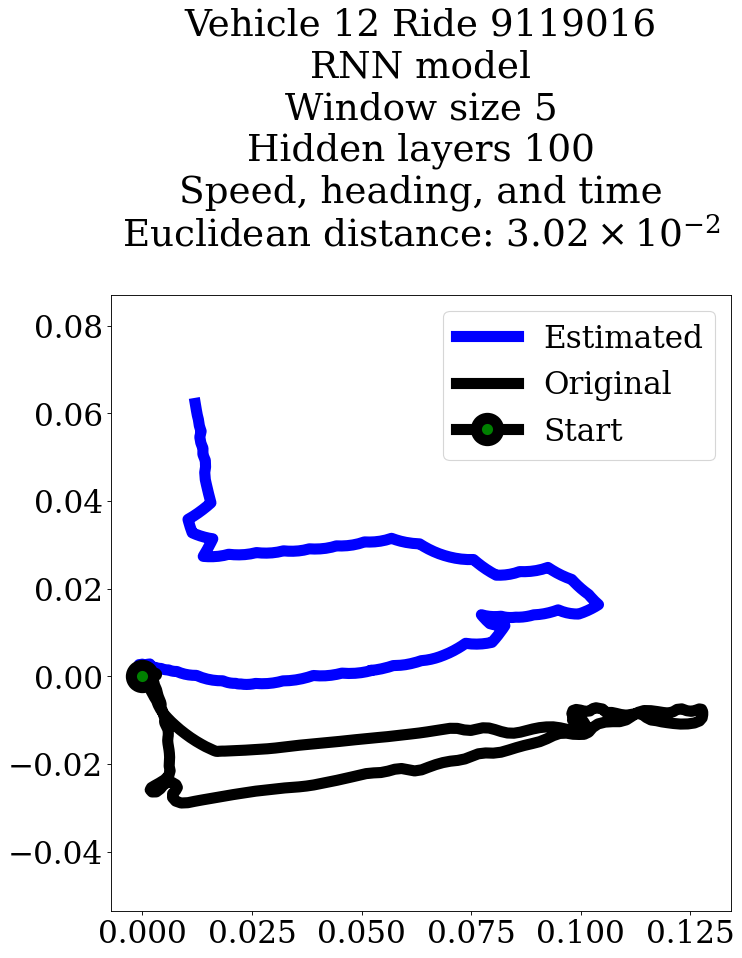 Vehicle 12 Ride 9119016
RNN model
Window size 5
Hidden layers 100
Speed, heading, and time
Euclidean distance: 3.02 × 10⁻²
Estimated
Original
Start
0.08
0.06
0.04
0.02
0.00
−0.02
−0.04
0.000 0.025 0.050 0.075 0.100 0.125